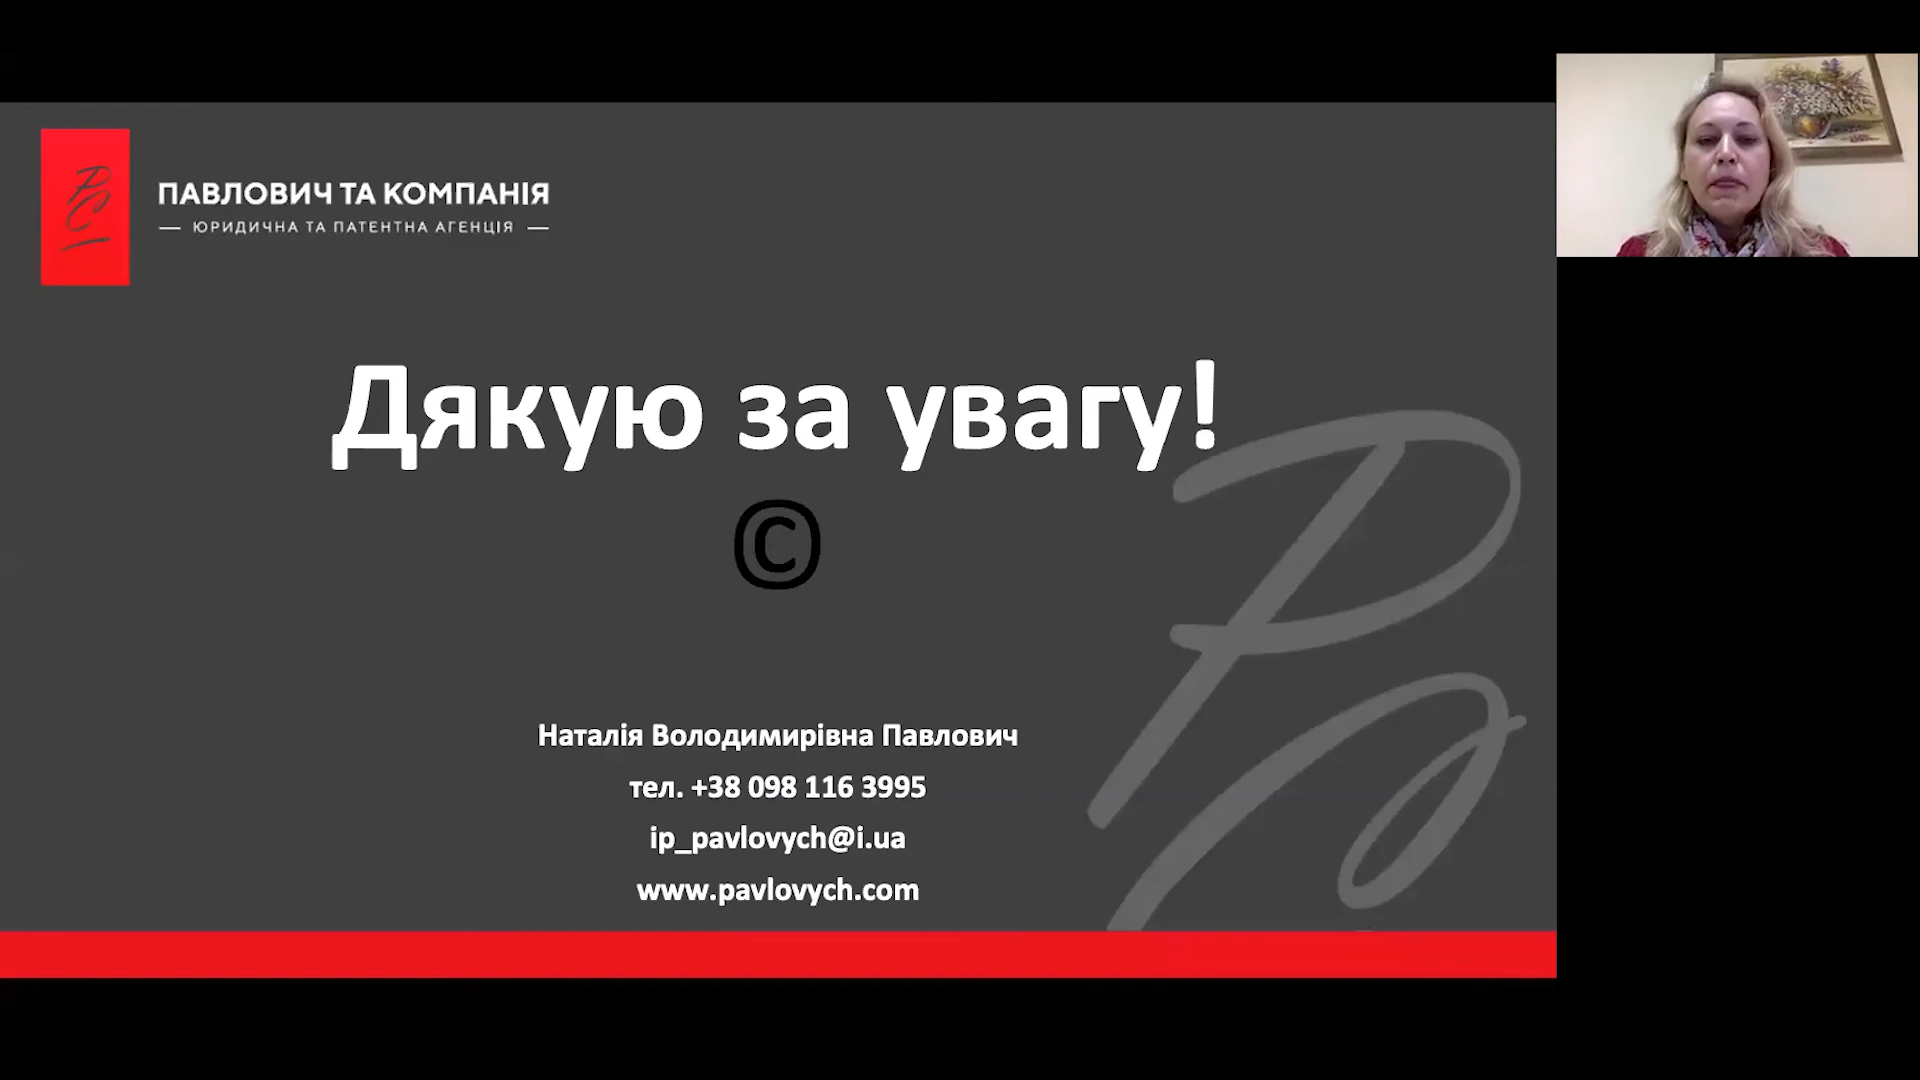 ПАВЛОВИЧ ТА КОМПАНІЯ
— ЮРИДИЧНА ТА ПАТЕНТНА АГЕНЦІЯ —
Дякую за увагу!
©
Наталія Володимирівна Павлович
тел. +38 098 116 3995
ip_pavlovych@i.ua
www.pavlovych.com